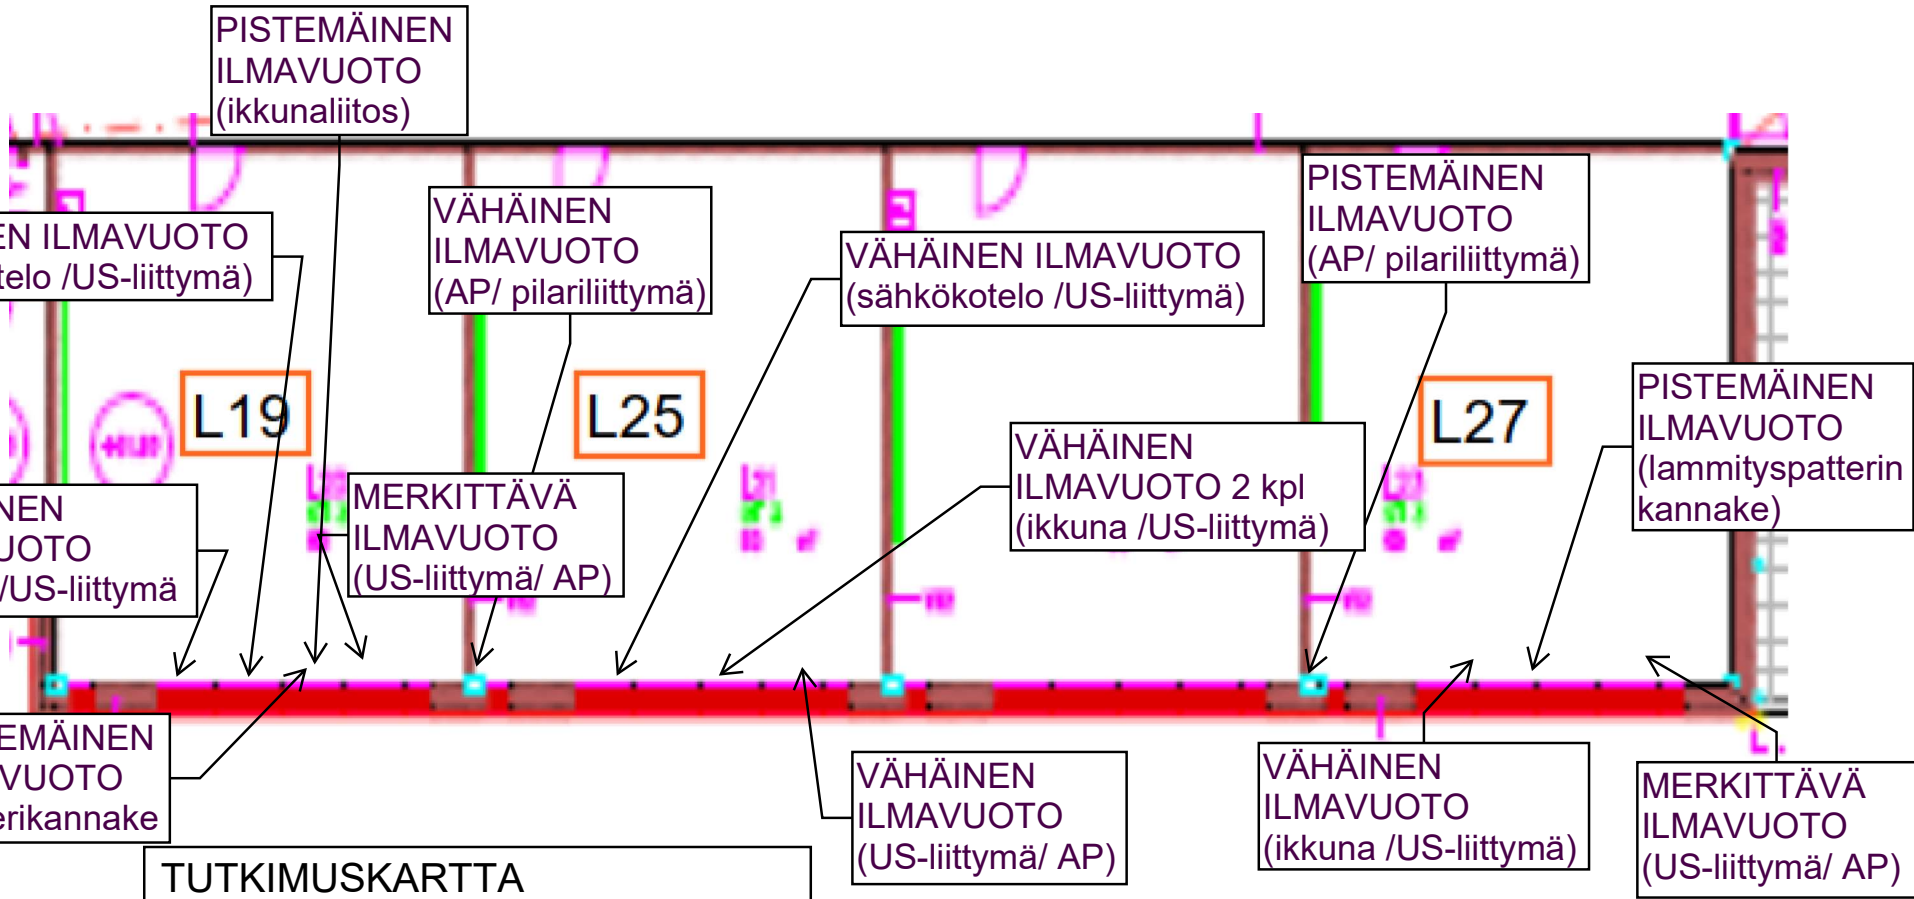 PISTEMÄINEN
ILMAVUOTO
(ikkunaliitos)
EN ILMAVUOTO
telo /US-liittymä)
VÄHÄINEN
ILMAVUOTO
(AP/ pilariliittymä)
VÄHÄINEN ILMAVUOTO
(sähkökotelo /US-liittymä)
PISTEMÄINEN
ILMAVUOTO
(AP/ pilariliittymä)
L19
L25
L27
PISTEMÄINEN
ILMAVUOTO
(lammityspatterin
kannake)
NEN
UOTO
/US-liittymä
MERKITTÄVÄ
ILMAVUOTO
(US-liittymä/ AP)
VÄHÄINEN
ILMAVUOTO 2 kpl
(ikkuna /US-liittymä)
EMÄINEN
VUOTO
erikannake
VÄHÄINEN
ILMAVUOTO
(US-liittymä/ AP)
VÄHÄINEN
ILMAVUOTO
(ikkuna /US-liittymä)
MERKITTÄVÄ
ILMAVUOTO
(US-liittymä/ AP)
TUTKIMUSKARTTA